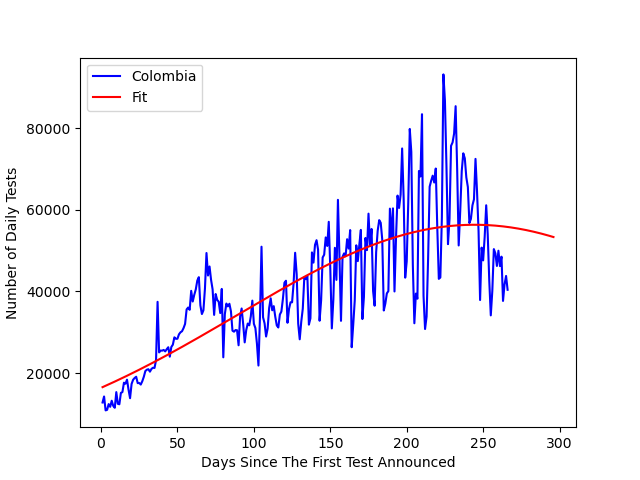 Colombia
Fit
80000
60000
40000
20000
Number of Daily Tests
0 50 100 150 200 250 300
Days Since The First Test Announced